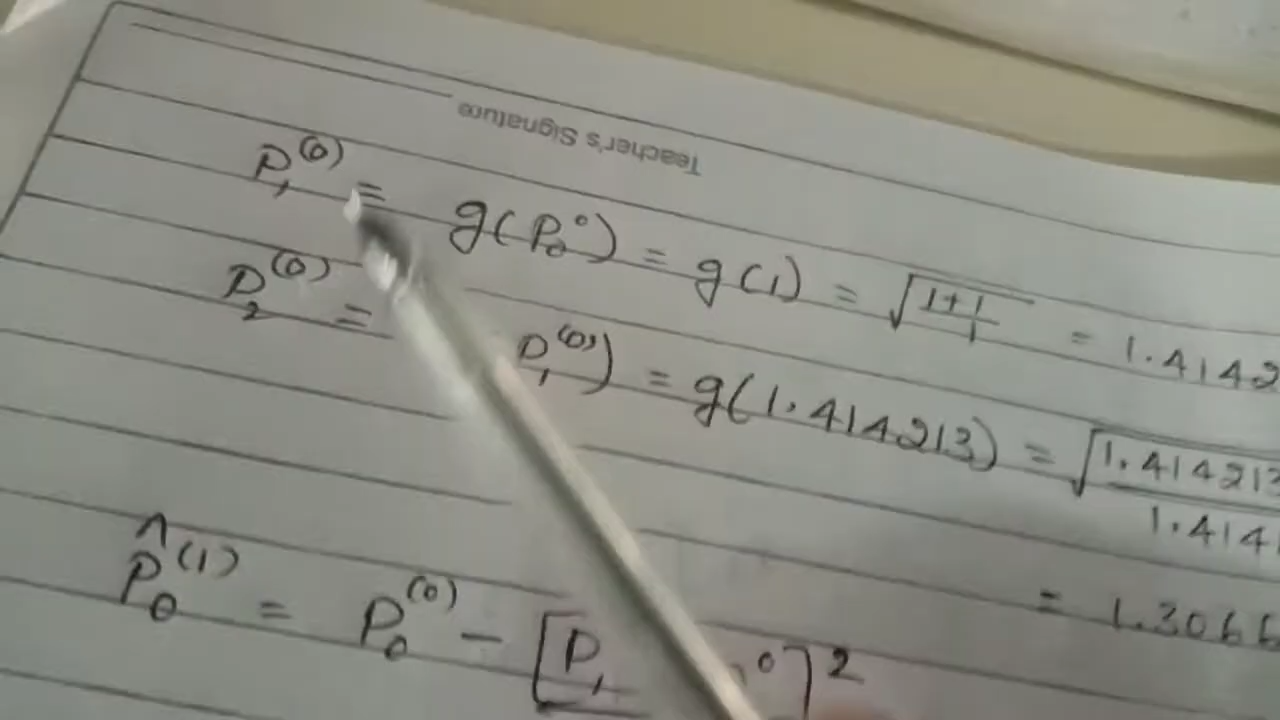 Teacher's Signature
P₁⁽⁰⁾ = g(P₀⁰) = g(1) = √(1+1/1) = 1.4142
P₂⁽⁰⁾ = P₁⁽⁰⁾) = g(1.414213) = √(1.414213/1.414
= 1.3066
P̂₀⁽¹⁾ = P₀⁽⁰⁾ - [P₁ ⁰]²